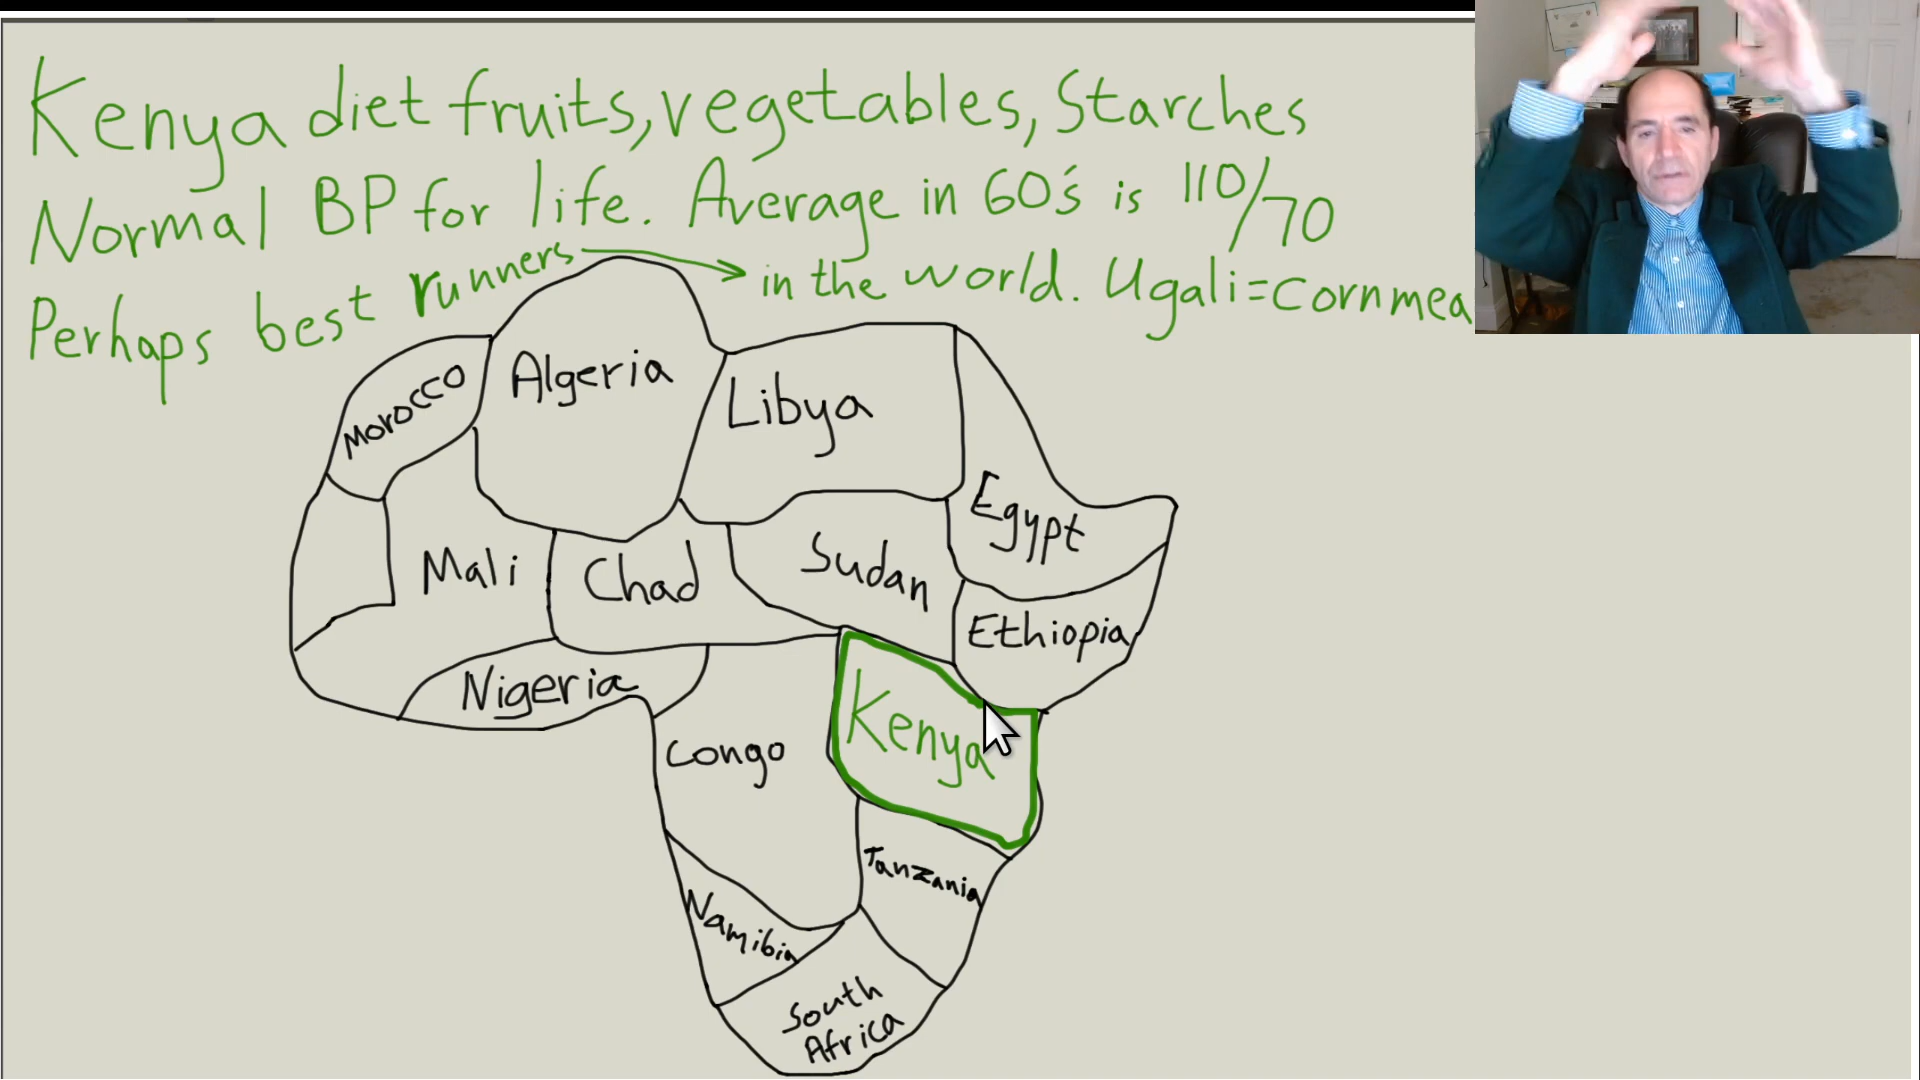 Kenya diet fruits, vegetables, Starches
Normal BP for life. Average in 60's is 110/70
Perhaps best runners → in the world. Ugali=cornmea
Morocco
Algeria
Libya
Egypt
Mali
Chad
Sudan
Ethiopia
Nigeria
Congo
Kenya
Tanzania
Namibia
South
Africa